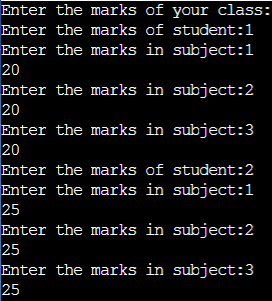 Enter the marks of your class:
Enter the marks of student:1
Enter the marks in subject:1
20
Enter the marks in subject:2
20
Enter the marks in subject:3
20
Enter the marks of student:2
Enter the marks in subject:1
25
Enter the marks in subject:2
25
Enter the marks in subject:3
25